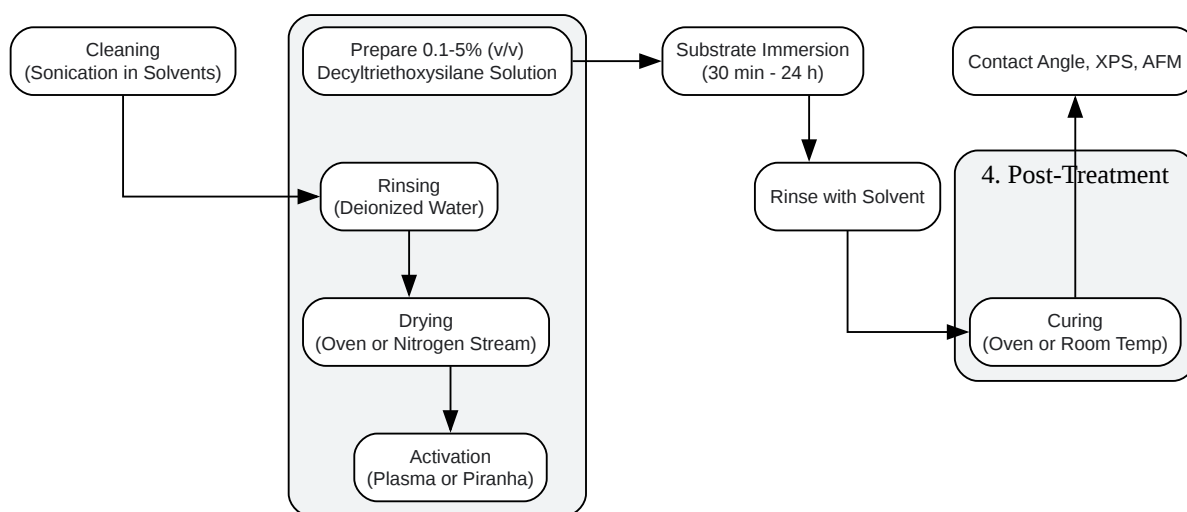 Cleaning
(Sonication in Solvents)
Prepare 0.1-5% (v/v)
Decyltriethoxysilane Solution
Substrate Immersion
(30 min - 24 h)
Contact Angle, XPS, AFM
Rinsing
(Deionized Water)
Rinse with Solvent
4. Post-Treatment
Drying
(Oven or Nitrogen Stream)
Curing
(Oven or Room Temp)
Activation
(Plasma or Piranha)